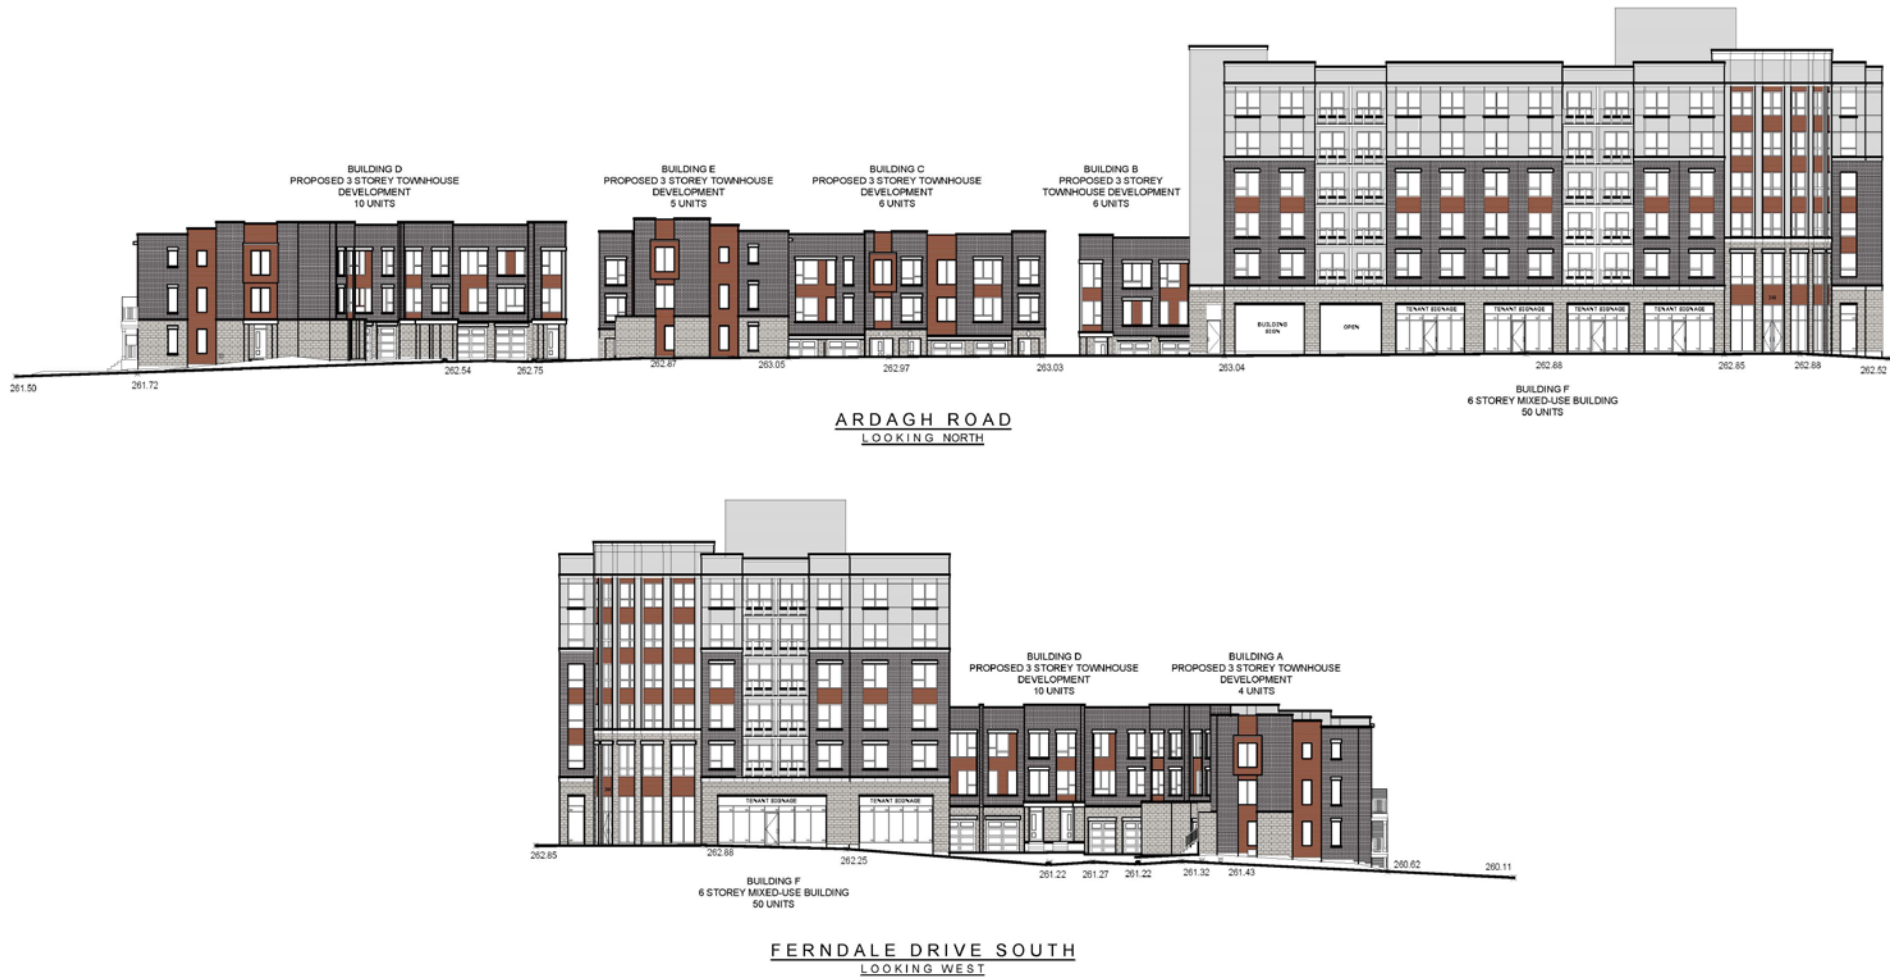 BUILDING D
PROPOSED 3 STOREY TOWNHOUSE
DEVELOPMENT
10 UNITS
BUILDING E
PROPOSED 3 STOREY TOWNHOUSE
DEVELOPMENT
5 UNITS
BUILDING C
PROPOSED 3 STOREY TOWNHOUSE
DEVELOPMENT
6 UNITS
BUILDING B
PROPOSED 3 STOREY
TOWNHOUSE DEVELOPMENT
6 UNITS
BUILDING
SIGN
OPEN
TENANT SIGNAGE
TENANT SIGNAGE
TENANT SIGNAGE
TENANT SIGNAGE
261.50
261.72
262.54
262.75
262.87
263.05
262.97
263.03
263.04
262.88
262.85
262.88
262.52
BUILDING F
6 STOREY MIXED-USE BUILDING
50 UNITS
ARDAGH ROAD
LOOKING NORTH
BUILDING D
PROPOSED 3 STOREY TOWNHOUSE
DEVELOPMENT
10 UNITS
BUILDING A
PROPOSED 3 STOREY TOWNHOUSE
DEVELOPMENT
4 UNITS
TENANT SIGNAGE
TENANT SIGNAGE
262.85
262.88
262.25
261.22
261.27
261.22
261.32
261.43
260.62
260.11
BUILDING F
6 STOREY MIXED-USE BUILDING
50 UNITS
FERNDALE DRIVE SOUTH
LOOKING WEST